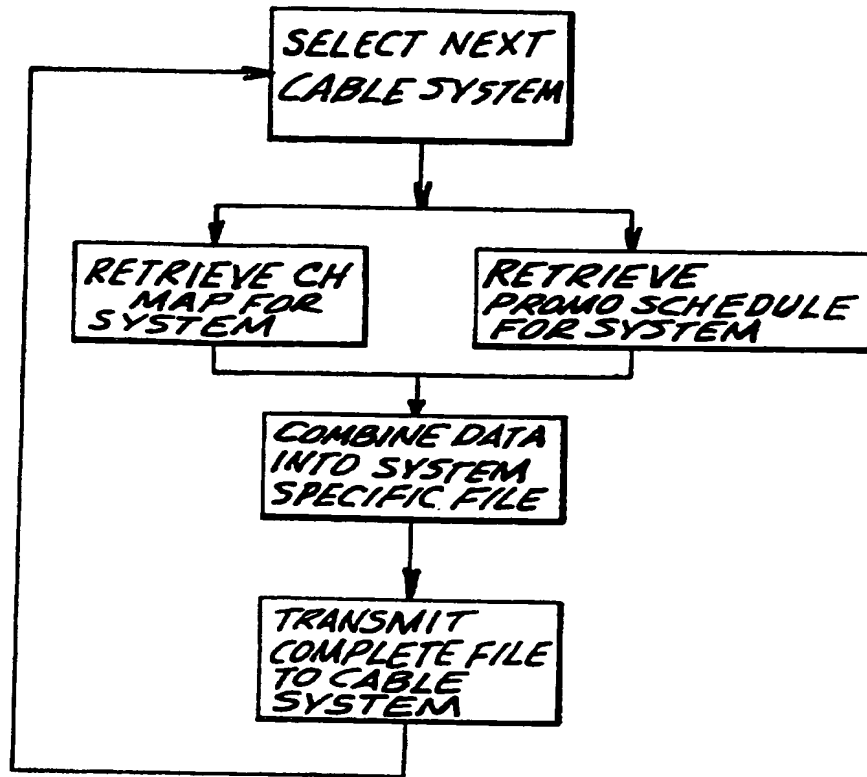 SELECT NEXT
CABLE SYSTEM
RETRIEVE CH
MAP FOR
SYSTEM
RETRIEVE
PROMO SCHEDULE
FOR SYSTEM
COMBINE DATA
INTO SYSTEM
SPECIFIC FILE
TRANSMIT
COMPLETE FILE
TO CABLE
SYSTEM